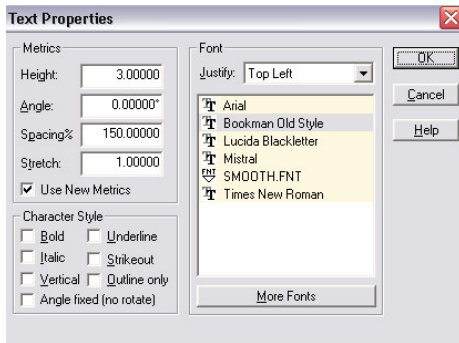 Text Properties
Metrics
Height: 3.00000
Angle: 0.00000°
Spacing% 150.00000
Stretch: 1.00000
Use New Metrics
Character Style
Bold Underline
Italic Strikeout
Vertical Outline only
Angle fixed (no rotate)
Font
Justify: Top Left
Arial
Bookman Old Style
Lucida Blackletter
Mistral
FNT SMOOTH.FNT
Times New Roman
More Fonts
OK
Cancel
Help